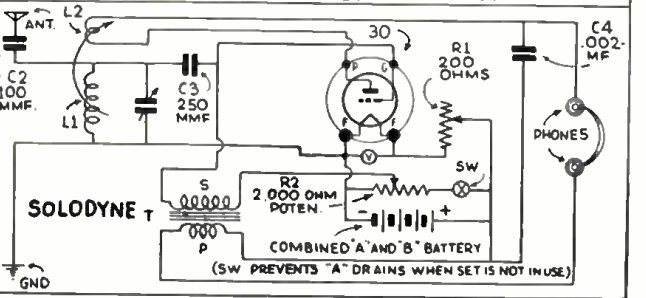 L2
ANT.
C2
100
MMF.
L1
C3
250
MMF
30
P
G
F
F
R1
200
OHMS
C4
.002-
MF
PHONES
V
SW
S
R2
2,000 OHM
POTEN.
SOLODYNE T
P
- +
COMBINED "A" AND "B" BATTERY
(SW PREVENTS "A" DRAINS WHEN SET IS NOT IN USE)
GND